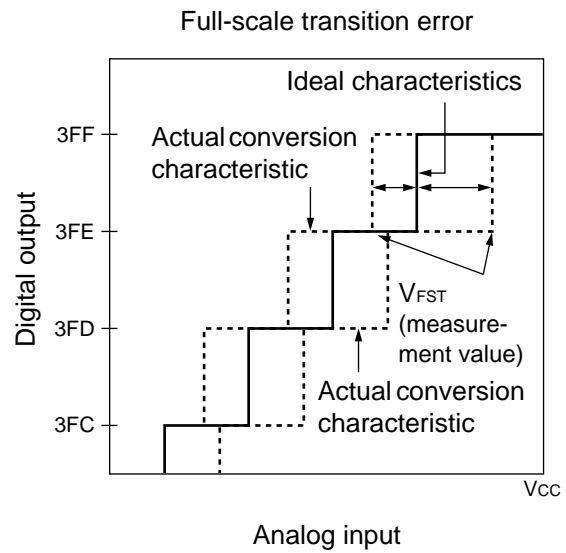 Full-scale transition error
Ideal characteristics
3FF
Actual conversion
characteristic
3FE
Digital output
VFST
(measure-
ment value)
3FD
Actual conversion
characteristic
3FC
VCC
Analog input